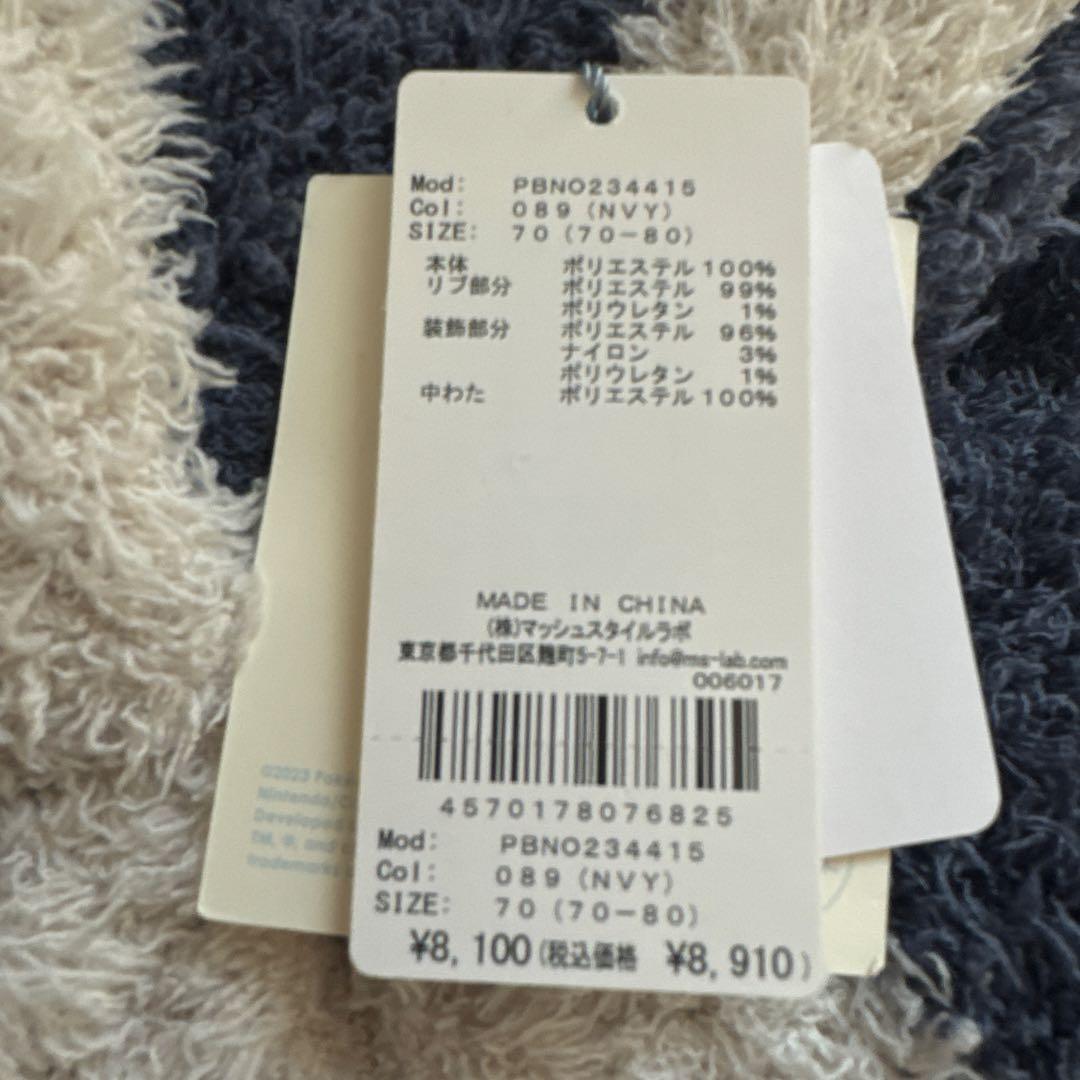 Mod: PBNO234415
Col: 089 (NVY)
SIZE: 70 (70-80)
本体 ポリエステル 100%
リブ部分 ポリエステル 99%
ポリウレタン 1%
装飾部分 ポリエステル 96%
ナイロン 3%
ポリウレタン 1%
中わた ポリエステル 100%
MADE IN CHINA
(株)マッシュスタイルラボ
東京都千代田区麹町5-7-1 info@ms-lab.com
006017
4570178076825
Mod: PBNO234415
Col: 089 (NVY)
SIZE: 70 (70-80)
¥8,100 (税込価格 ¥8,910)
©2023
Nintendo
Developed
TM, ®, and
trademarks